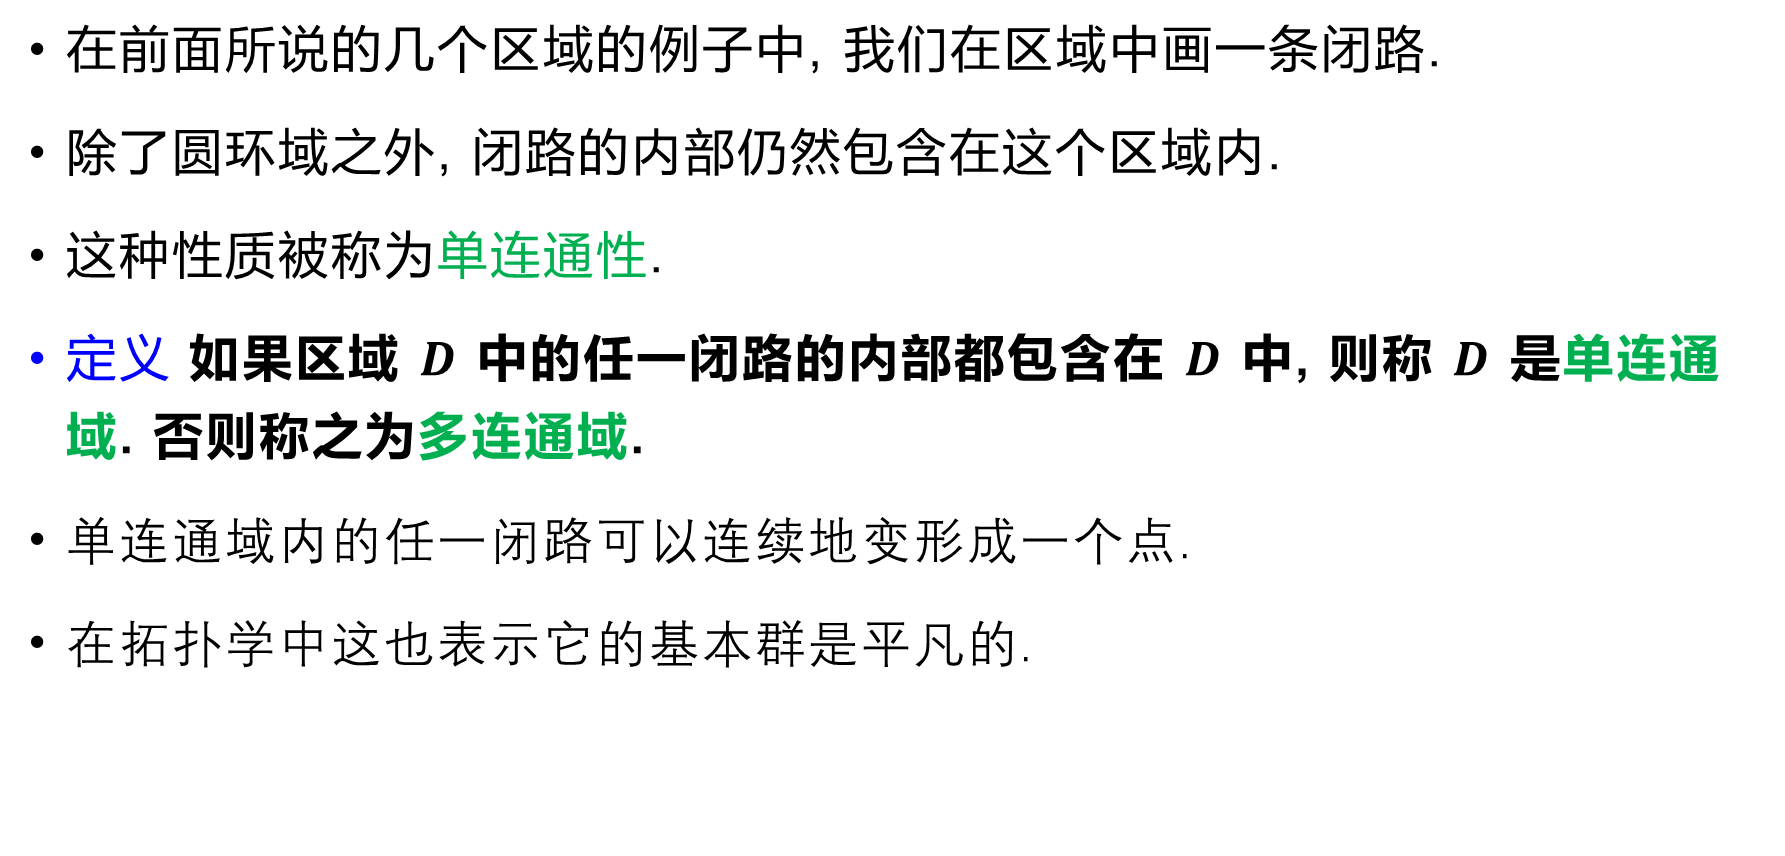 • 在前面所说的几个区域的例子中, 我们在区域中画一条闭路.
• 除了圆环域之外, 闭路的内部仍然包含在这个区域内.
• 这种性质被称为单连通性.
• 定义 如果区域 D 中的任一闭路的内部都包含在 D 中, 则称 D 是单连通
域. 否则称之为多连通域.
• 单连通域内的任一闭路可以连续地变形成一个点.
• 在拓扑学中这也表示它的基本群是平凡的.